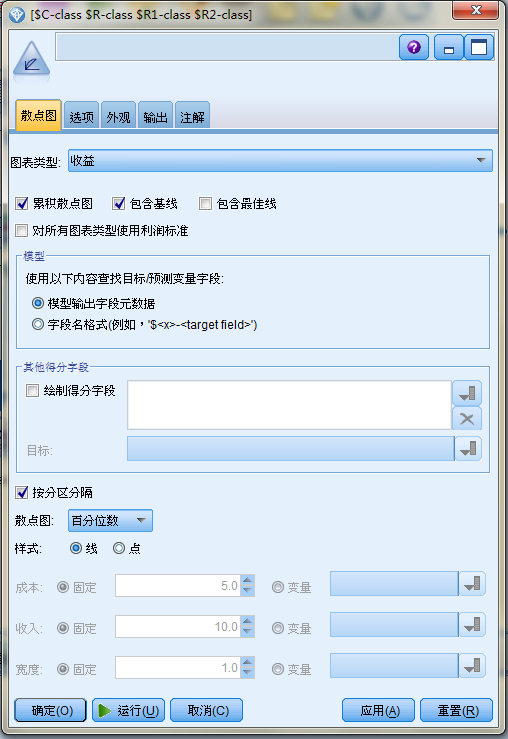 [$C-class $R-class $R1-class $R2-class]
散点图 选项 外观 输出 注解
图表类型: 收益
累积散点图 包含基线 包含最佳线
对所有图表类型使用利润标准
模型
使用以下内容查找目标/预测变量字段:
模型输出字段元数据
字段名格式(例如，'$<x>-<target field>')
其他得分字段
绘制得分字段
目标:
按分区分隔
散点图: 百分位数
样式: 线 点
成本: 固定 5.0 变量
收入: 固定 10.0 变量
宽度: 固定 1.0 变量
确定(O) 运行(U) 取消(C) 应用(A) 重置(R)